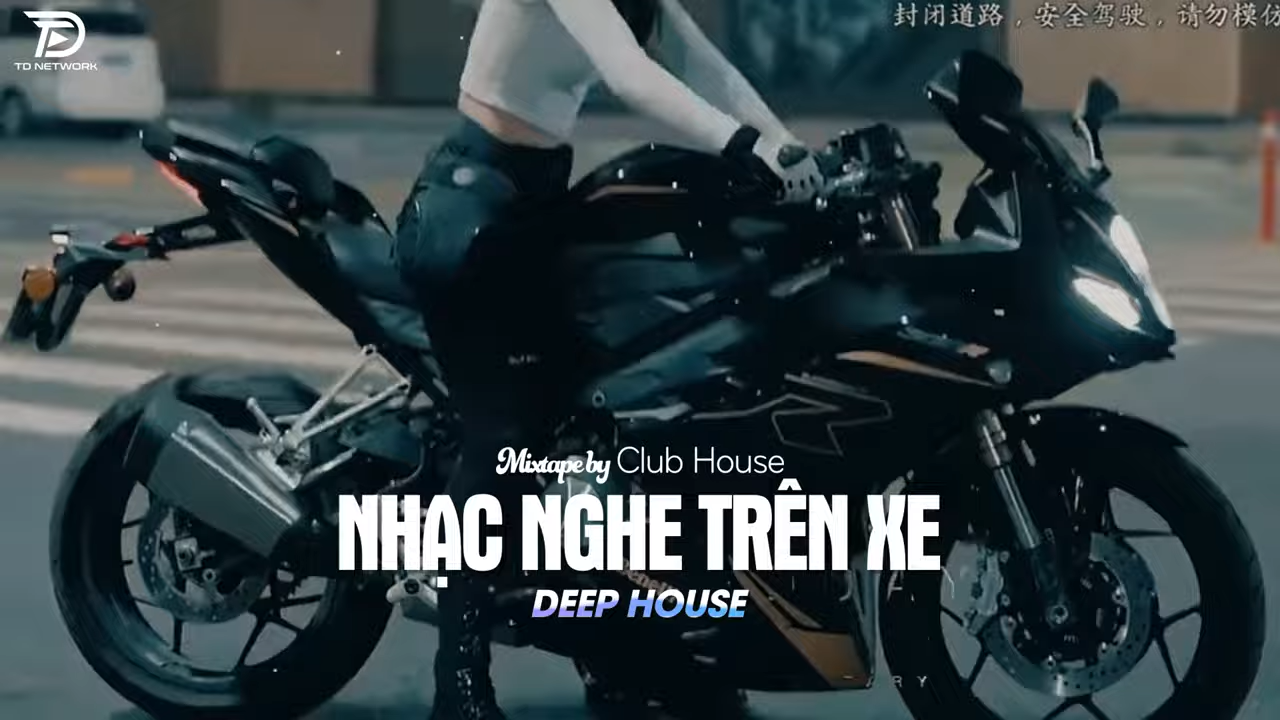 封闭道路，安全驾驶，请勿模仿
TD NETWORK
Mixtape by Club House
NHẠC NGHE TRÊN XE
DEEP HOUSE